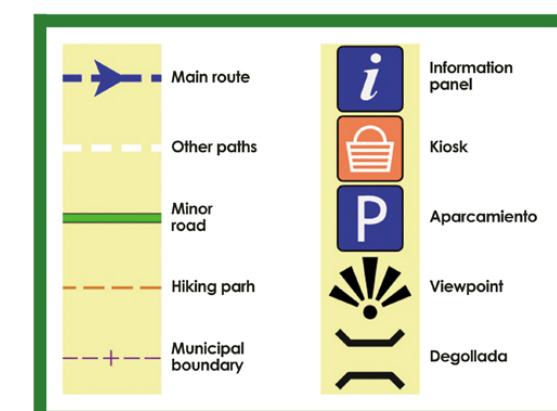 Main route
Other paths
Minor
road
Hiking parh
Municipal
boundary
i
Information
panel
Kiosk
P
Aparcamiento
Viewpoint
Degollada